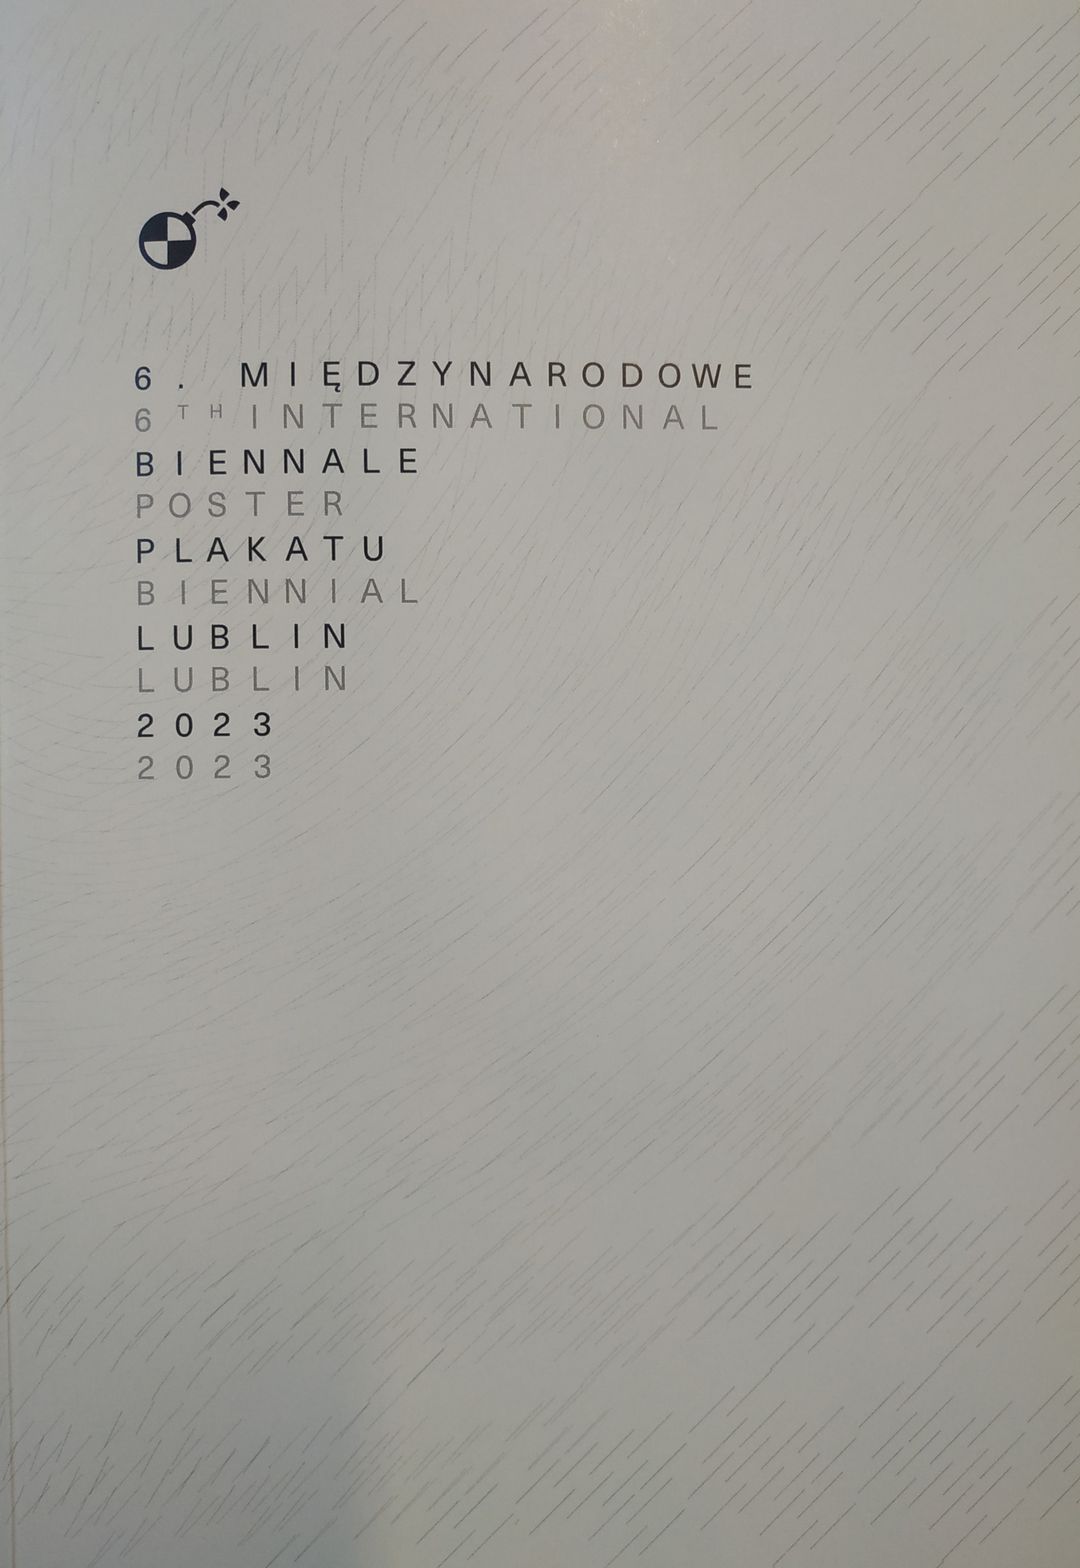 6. MIĘDZYNARODOWE
6TH INTERNATIONAL
BIENNALE
POSTER
PLAKATU
BIENNIAL
LUBLIN
LUBLIN
2023
2023